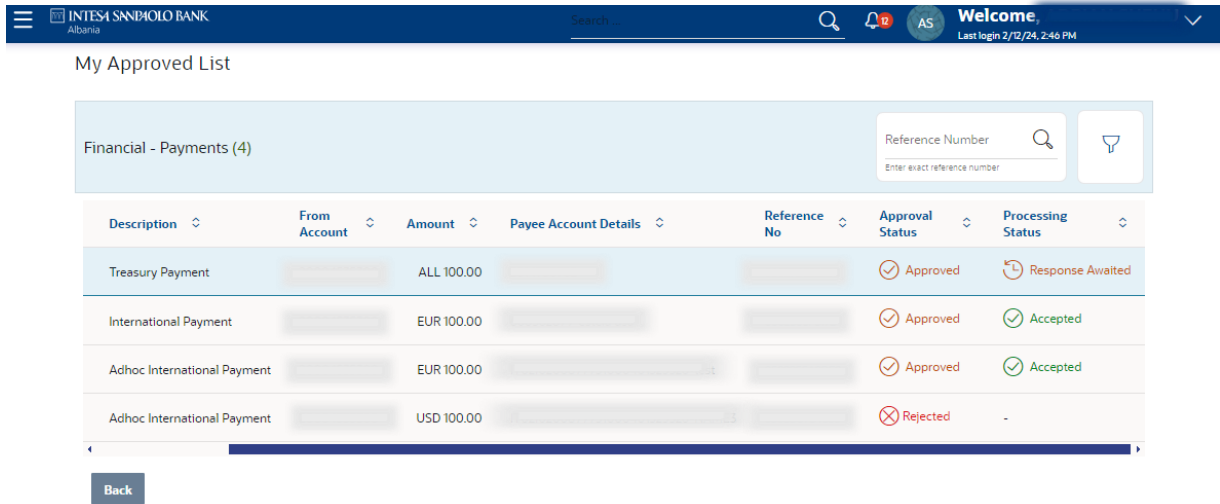 INTESA SANPAOLO BANK
Albania
Search ...
12
AS
Welcome,
Last login 2/12/24, 2:46 PM
My Approved List
Financial - Payments (4)
Reference Number
Enter exact reference number
Description From Account Amount Payee Account Details Reference No Approval Status Processing Status
Treasury Payment ALL 100.00 Approved Response Awaited
International Payment EUR 100.00 Approved Accepted
Adhoc International Payment EUR 100.00 Approved Accepted
Adhoc International Payment USD 100.00 Rejected -
Back